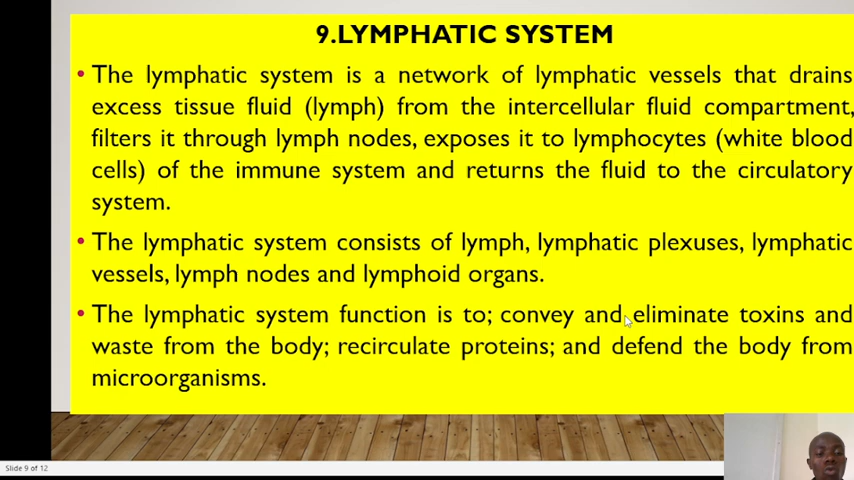 9.LYMPHATIC SYSTEM
• The lymphatic system is a network of lymphatic vessels that drains
excess tissue fluid (lymph) from the intercellular fluid compartment,
filters it through lymph nodes, exposes it to lymphocytes (white blood
cells) of the immune system and returns the fluid to the circulatory
system.
• The lymphatic system consists of lymph, lymphatic plexuses, lymphatic
vessels, lymph nodes and lymphoid organs.
• The lymphatic system function is to; convey and eliminate toxins and
waste from the body; recirculate proteins; and defend the body from
microorganisms.
Slide 9 of 12